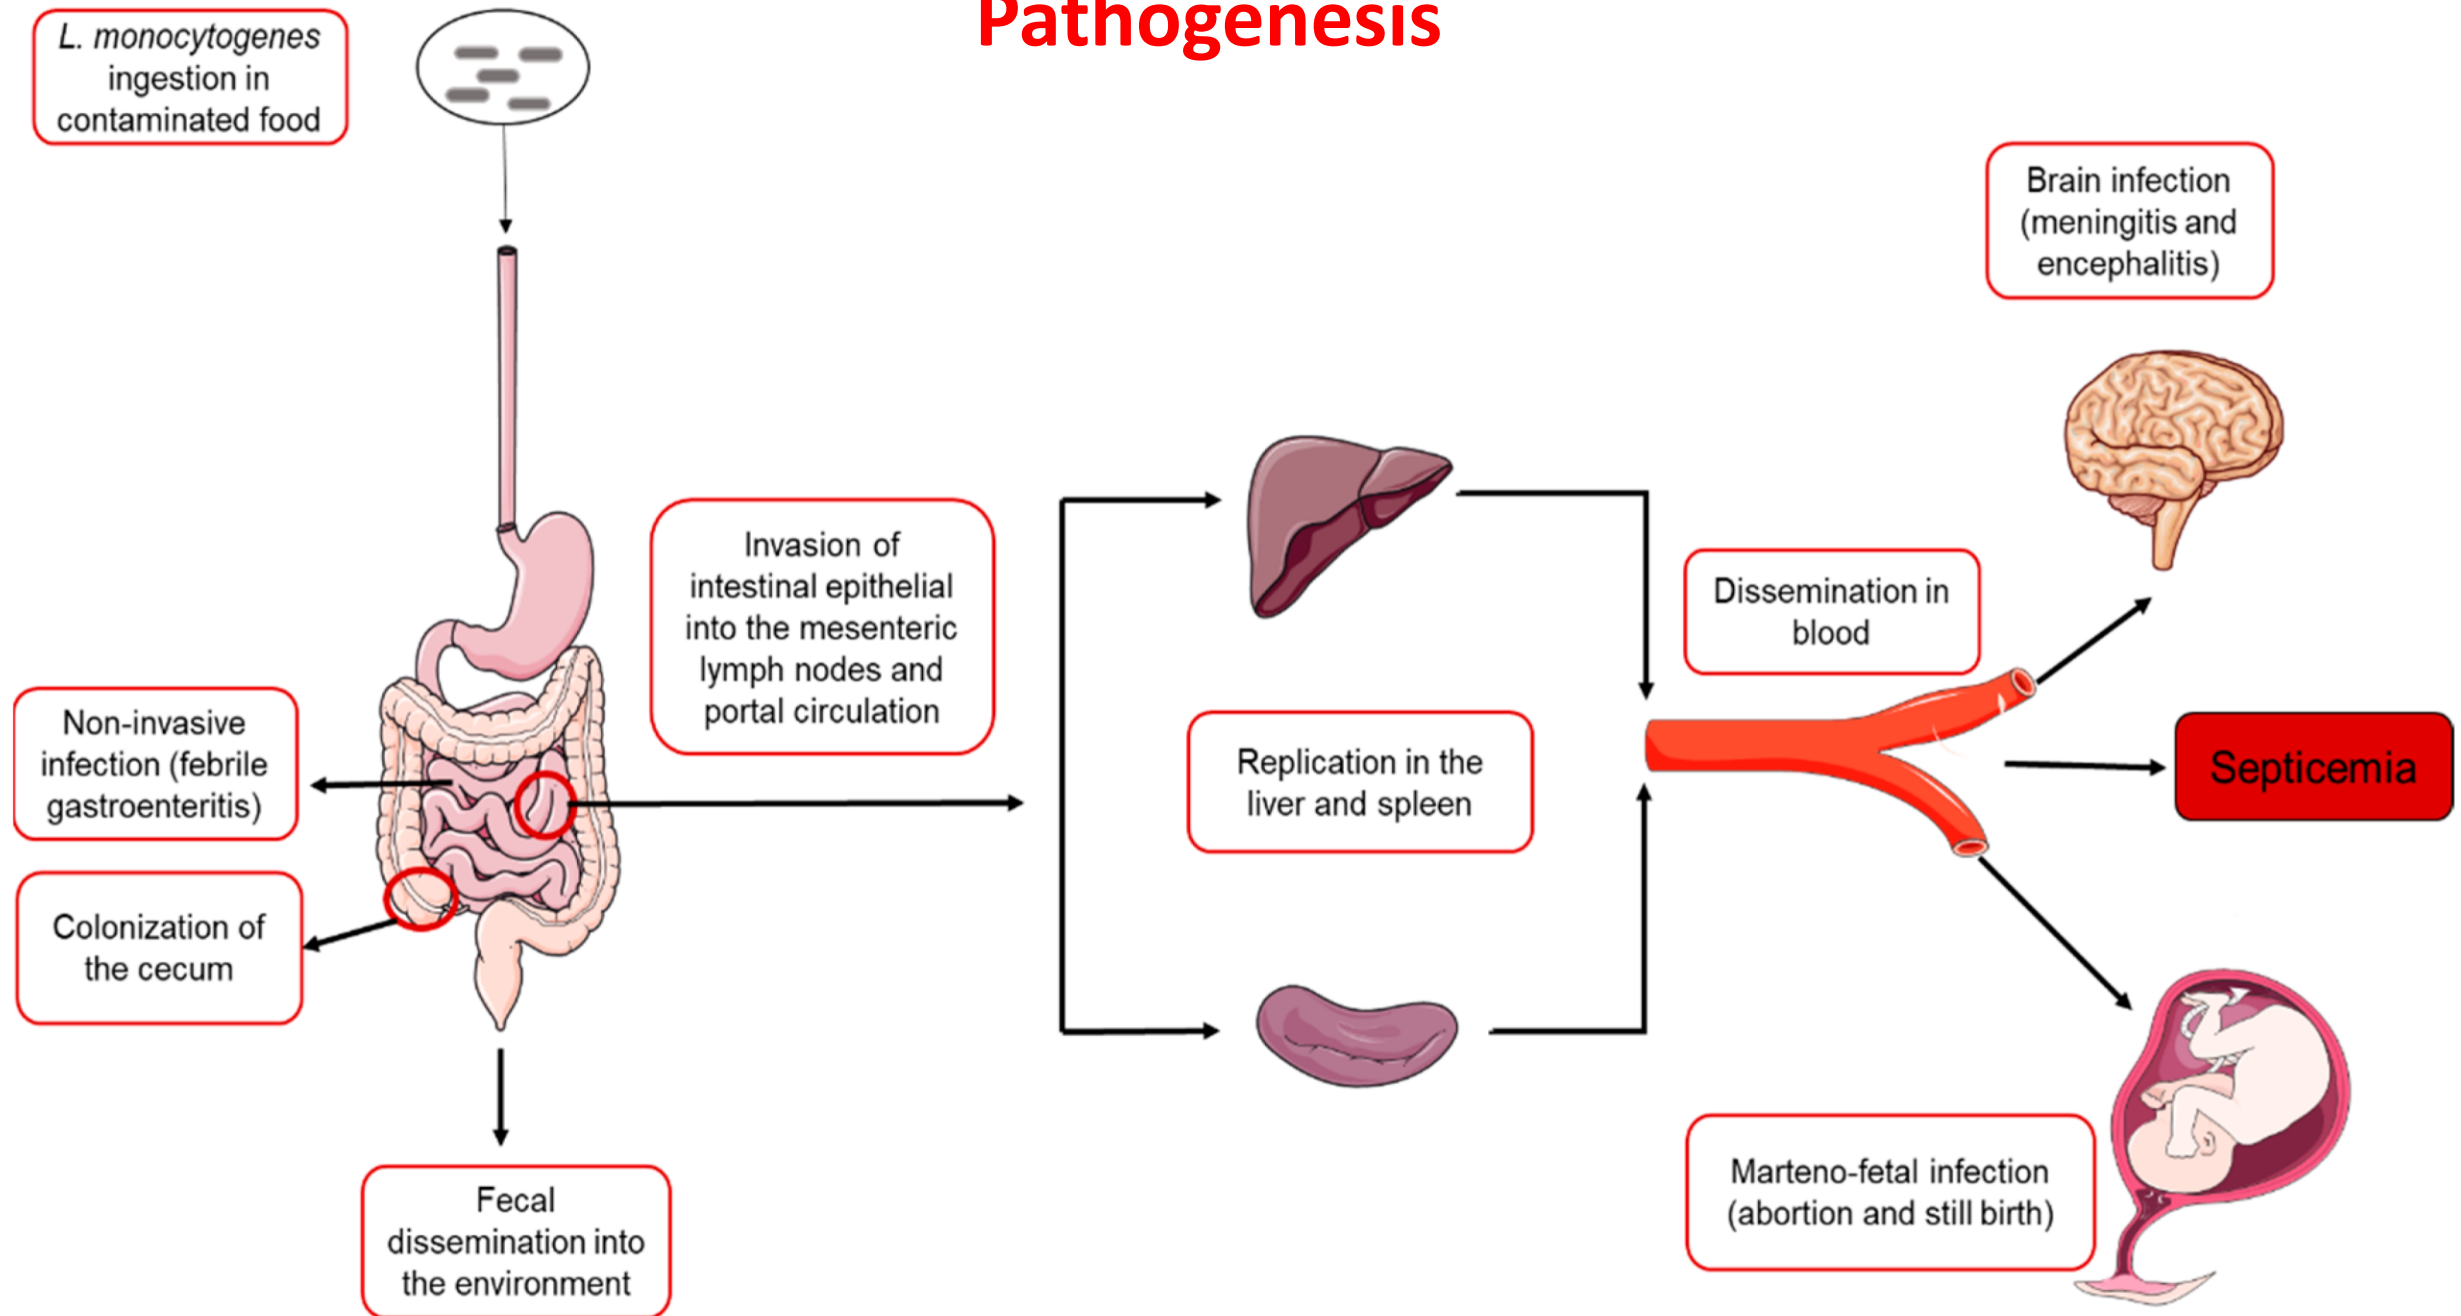 Pathogenesis
L. monocytogenes
ingestion in
contaminated food
Brain infection
(meningitis and
encephalitis)
Invasion of
intestinal epithelial
into the mesenteric
lymph nodes and
portal circulation
Dissemination in
blood
Non-invasive
infection (febrile
gastroenteritis)
Replication in the
liver and spleen
Septicemia
Colonization of
the cecum
Marteno-fetal infection
(abortion and still birth)
Fecal
dissemination into
the environment